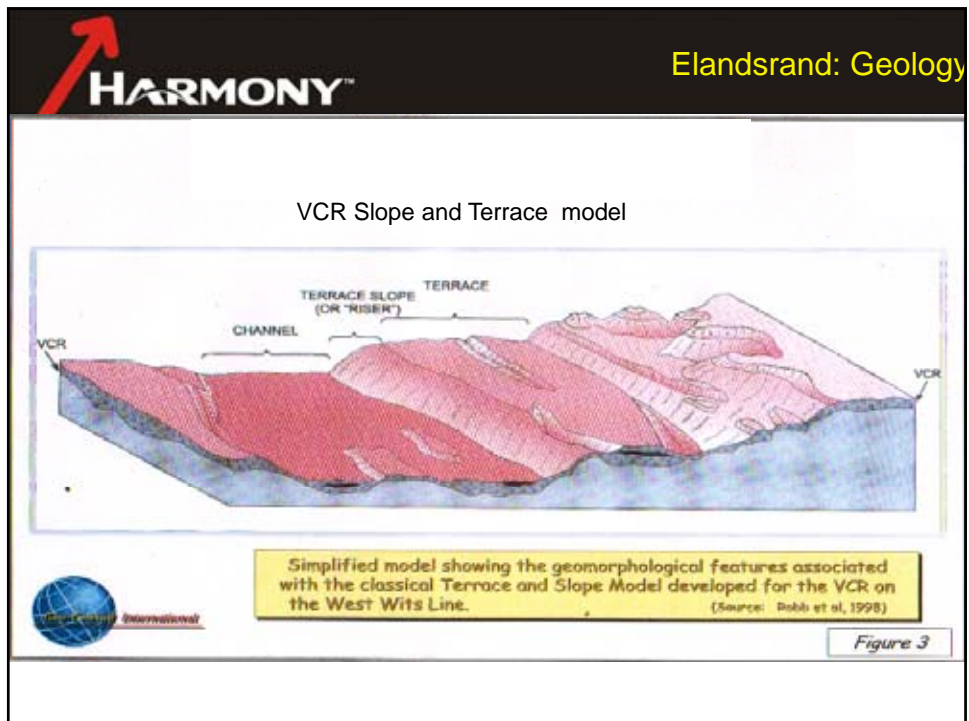 HARMONY™
Elandsrand: Geology
VCR Slope and Terrace model
TERRACE
TERRACE SLOPE
(OR "RISER")
CHANNEL
VCR
VCR
Simplified model showing the geomorphological features associated
with the classical Terrace and Slope Model developed for the VCR on
the West Wits Line.
(Source: Robb et al, 1998)
International
Figure 3